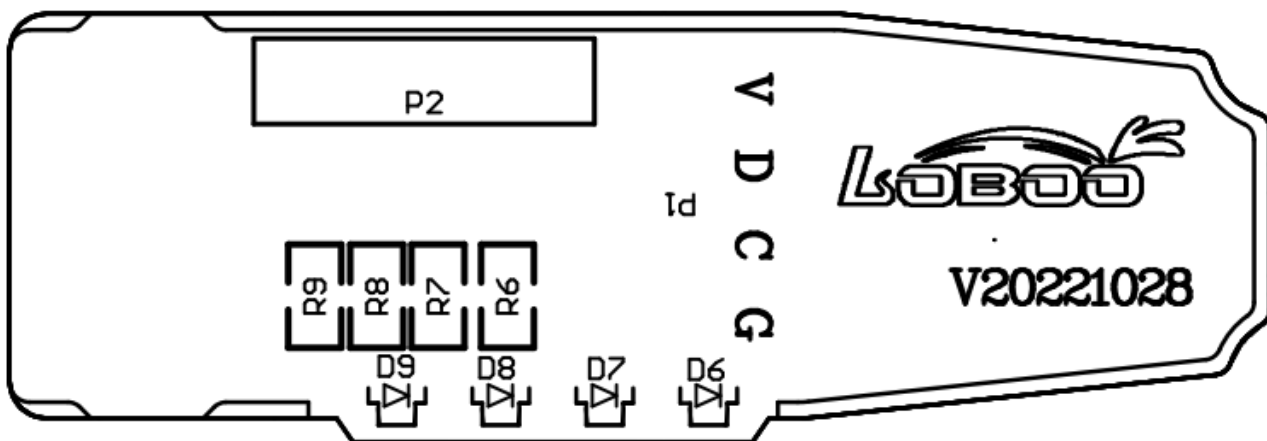 P2
V
D
P1
LOBOO
C
V20221028
R9 R8 R7 R6
G
D9 D8 D7 D6